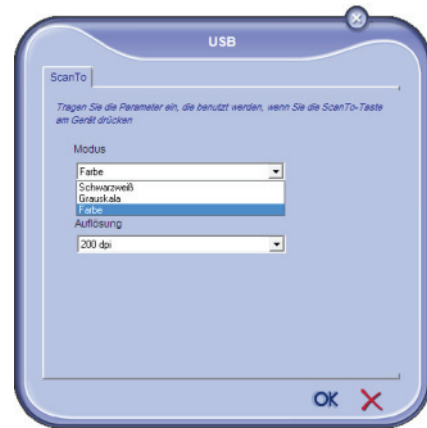 USB
ScanTo
Tragen Sie die Parameter ein, die benutzt werden, wenn Sie die ScanTo-Taste
am Gerät drücken
Modus
Farbe
Schwarzweiß
Grauskala
Farbe
Auflösung
200 dpi
OK